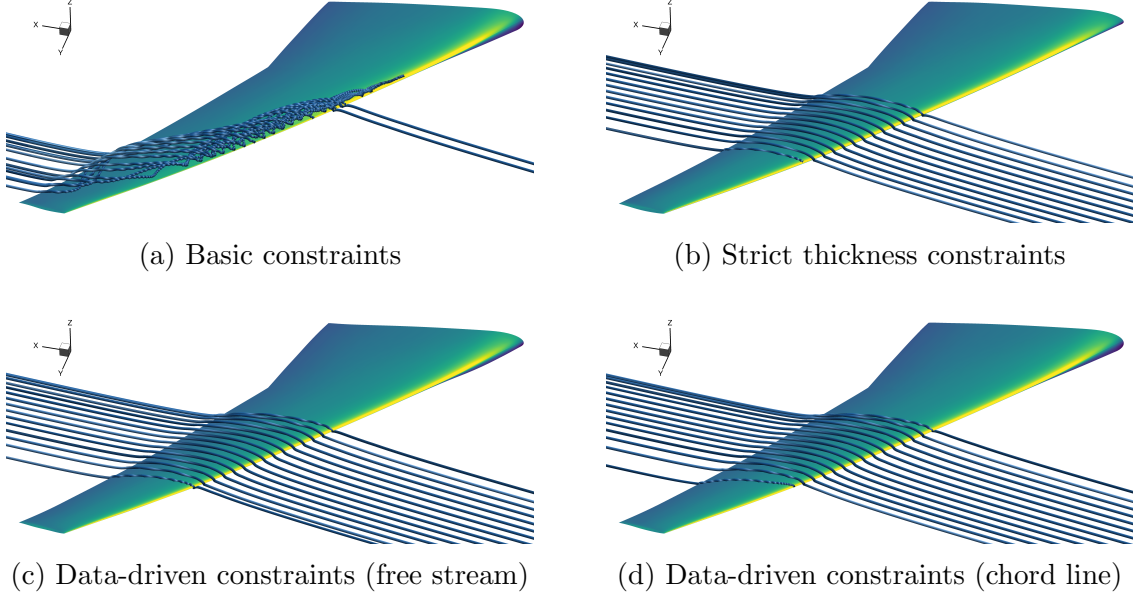 Z
X
Y
Z
X
Y
(a) Basic constraints
(b) Strict thickness constraints
Z
X
Y
Z
X
Y
(c) Data-driven constraints (free stream)
(d) Data-driven constraints (chord line)